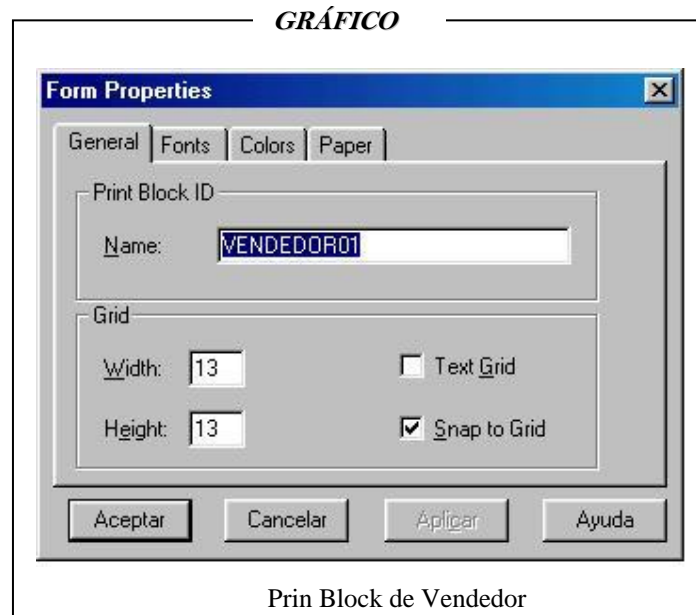 GRÁFICO
Form Properties
General Fonts Colors Paper
Print Block ID
Name: VENDEDOR01
Grid
Width: 13 Text Grid
Height: 13 Snap to Grid
Aceptar Cancelar Aplicar Ayuda
Prin Block de Vendedor